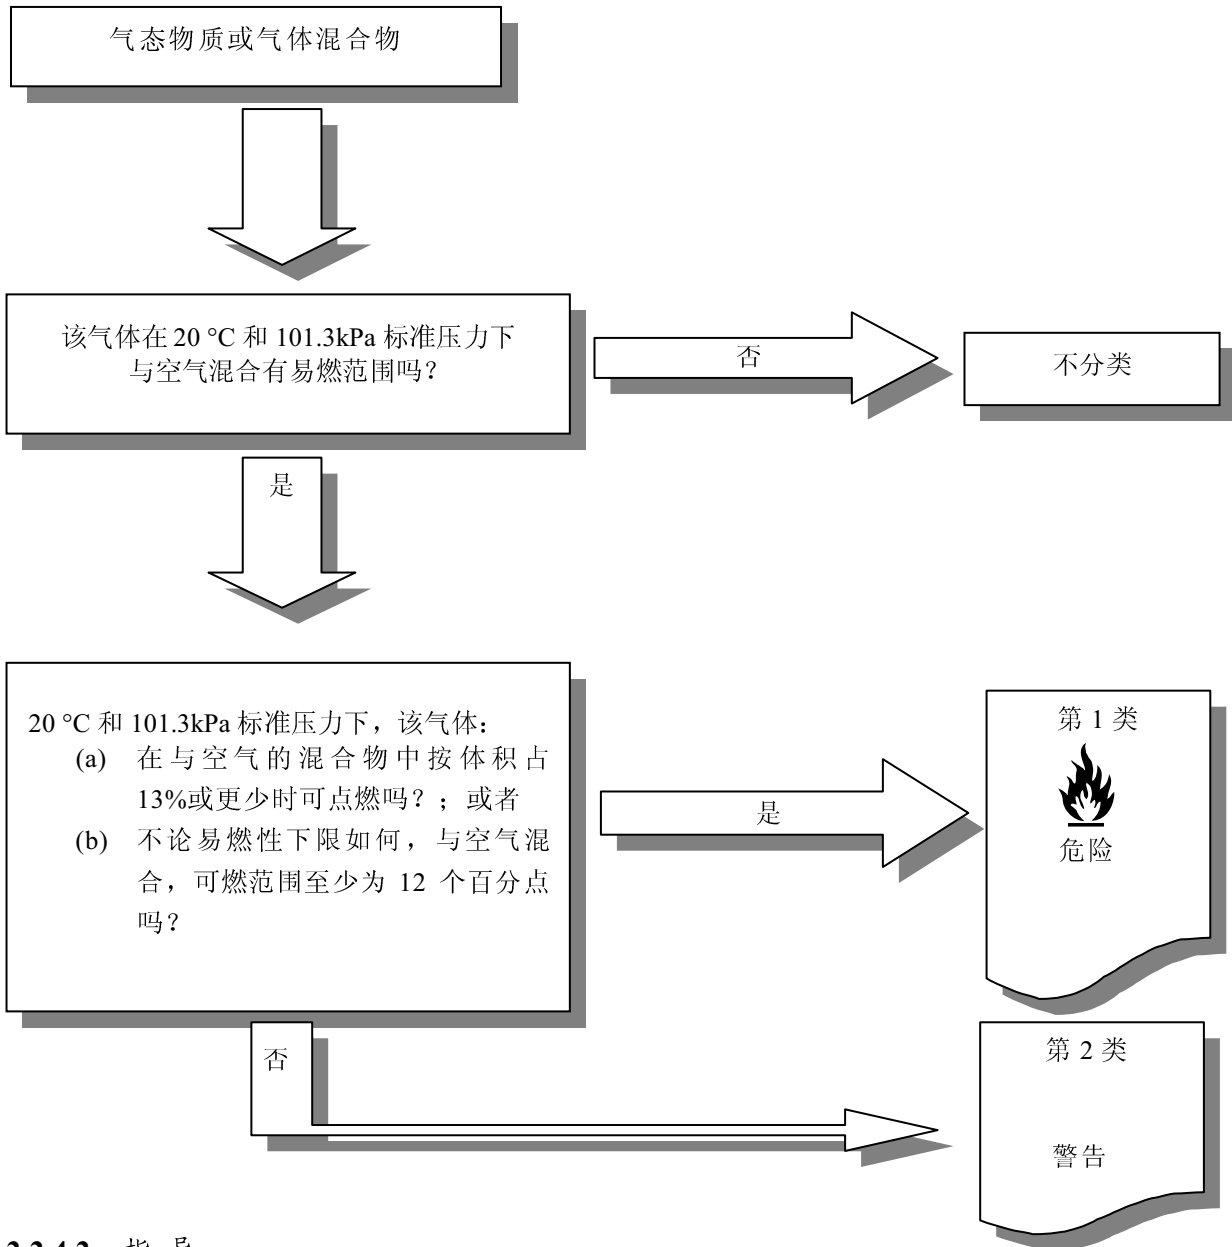 气态物质或气体混合物
该气体在 20 °C 和 101.3kPa 标准压力下
与空气混合有易燃范围吗？
否
不分类
是
20 °C 和 101.3kPa 标准压力下，该气体：
(a) 在与空气的混合物中按体积占
13%或更少时可点燃吗？；或者
(b) 不论易燃性下限如何，与空气混
合，可燃范围至少为 12 个百分点
吗？
是
第 1 类
危险
否
第 2 类
警告